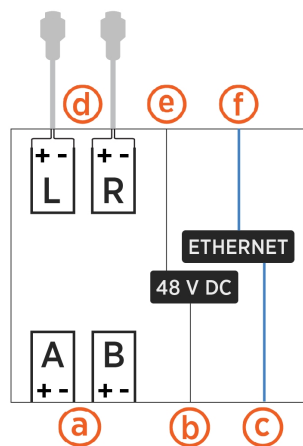 d e f
+ - + -
L R
ETHERNET
48 V DC
A B
+ - + -
a b c